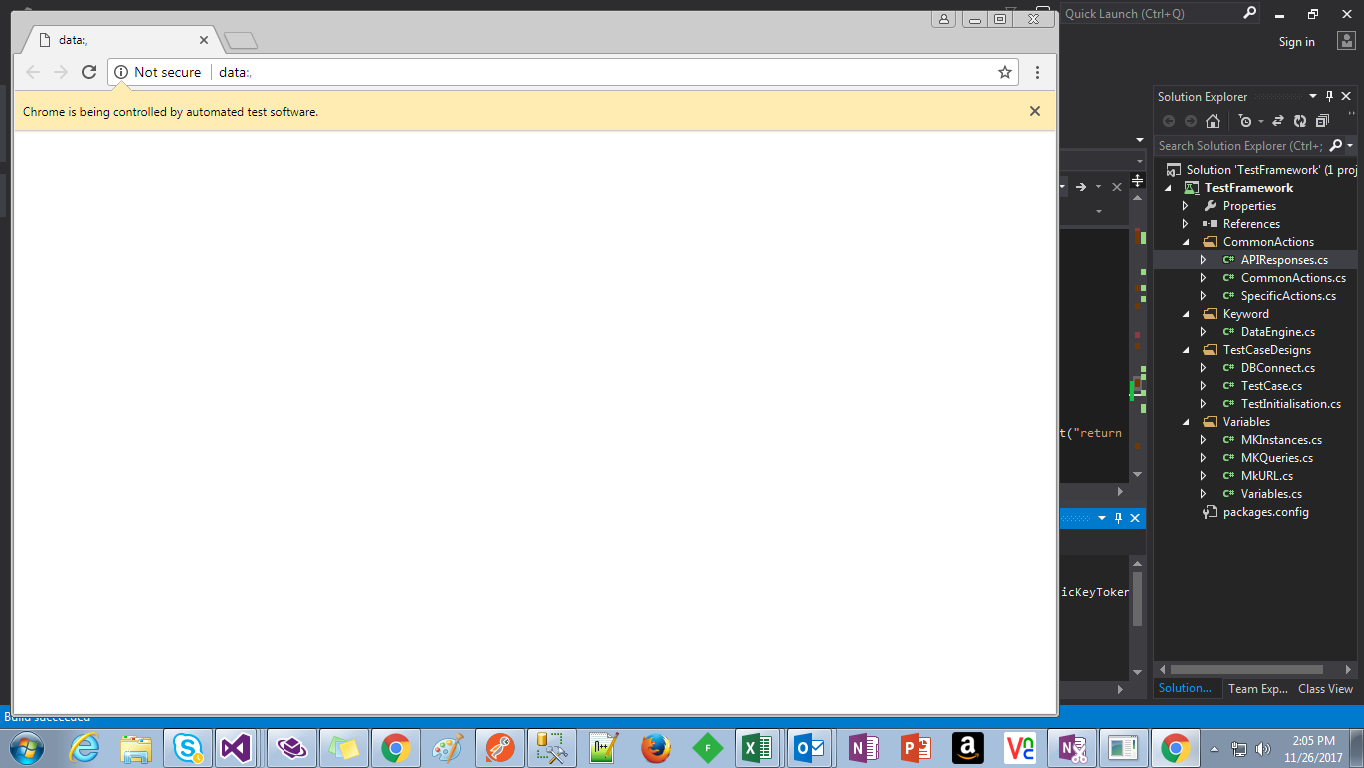 Quick Launch (Ctrl+Q)
data:,
Sign in
Not secure
data:,
Chrome is being controlled by automated test software.
Solution Explorer
Search Solution Explorer (Ctrl+;
Solution 'TestFramework' (1 proj
TestFramework
Properties
References
CommonActions
C# APIResponses.cs
C# CommonActions.cs
C# SpecificActions.cs
Keyword
C# DataEngine.cs
TestCaseDesigns
C# DBConnect.cs
C# TestCase.cs
C# TestInitialisation.cs
Variables
C# MKInstances.cs
C# MKQueries.cs
C# MkURL.cs
C# Variables.cs
packages.config
t("return
icKeyToken
Solution...
Team Exp...
Class View
Build succeeded
2:05 PM
11/26/2017